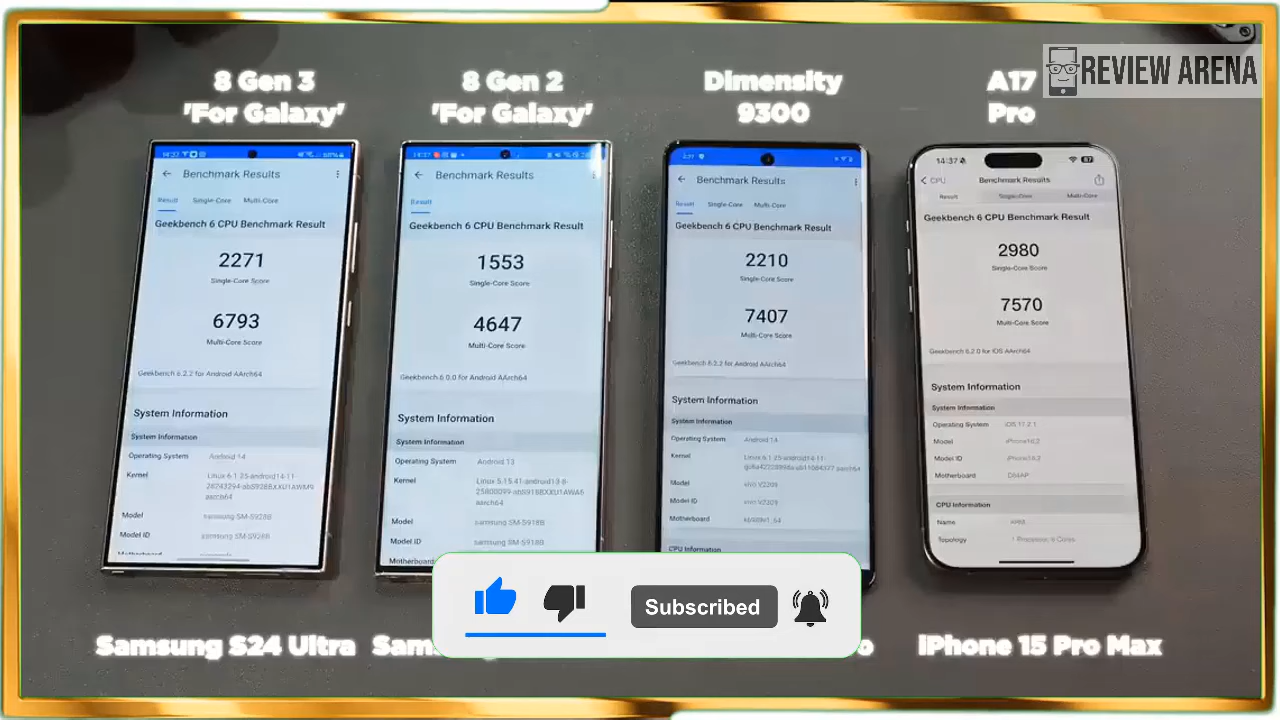 REVIEW ARENA
8 Gen 3
'For Galaxy'
8 Gen 2
'For Galaxy'
Dimensity
9300
A17
Pro
14:37
Benchmark Results
Result Single-Core Multi-Core
Geekbench 6 CPU Benchmark Result
2271
Single-Core Score
6793
Multi-Core Score
Geekbench 6.2.2 for Android AArch64
System Information
System Information
Operating System Android 14
Kernel
Model samsung SM-S928B
Model ID samsung SM-S928B
14:37
Benchmark Results
Result
Geekbench 6 CPU Benchmark Result
1553
Single-Core Score
4647
Multi-Core Score
Geekbench 6.0.0 for Android AArch64
System Information
System Information
Operating System Android 13
Kernel
Model samsung SM-S918B
Model ID samsung SM-S918B
Motherboard
Benchmark Results
Result Single-Core Multi-Core
Geekbench 6 CPU Benchmark Result
2210
Single-Core Score
7407
Multi-Core Score
Geekbench 6.2.2 for Android AArch64
System Information
System Information
Operating System Android 14
Kernel
Model
Model ID
Motherboard
CPU Information
14:37 67
CPU Benchmark Results
Result Single-Core Multi-Core
Geekbench 6 CPU Benchmark Result
2980
Single-Core Score
7570
Multi-Core Score
Geekbench 6.2.0 for iOS AArch64
System Information
System Information
Operating System iOS 17.2.1
Model iPhone16,2
Model ID iPhone16,2
Motherboard
CPU Information
Name
Topology 1 Processor, 6 Cores
Subscribed
Samsung S24 Ultra
iPhone 15 Pro Max